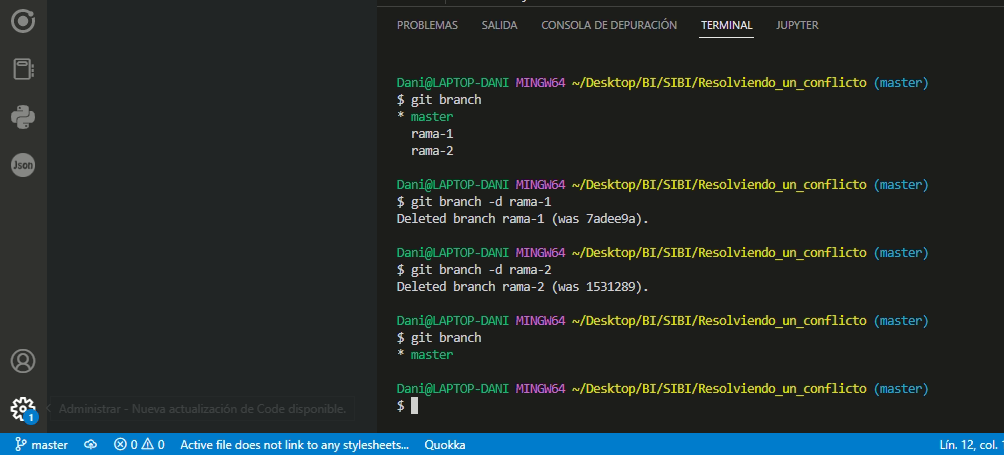 PROBLEMAS SALIDA CONSOLA DE DEPURACIÓN TERMINAL JUPYTER
Dani@LAPTOP-DANI MINGW64 ~/Desktop/BI/SIBI/Resolviendo_un_conflicto (master)
$ git branch
* master
rama-1
rama-2
Dani@LAPTOP-DANI MINGW64 ~/Desktop/BI/SIBI/Resolviendo_un_conflicto (master)
$ git branch -d rama-1
Deleted branch rama-1 (was 7adee9a).
Dani@LAPTOP-DANI MINGW64 ~/Desktop/BI/SIBI/Resolviendo_un_conflicto (master)
$ git branch -d rama-2
Deleted branch rama-2 (was 1531289).
Dani@LAPTOP-DANI MINGW64 ~/Desktop/BI/SIBI/Resolviendo_un_conflicto (master)
$ git branch
* master
Dani@LAPTOP-DANI MINGW64 ~/Desktop/BI/SIBI/Resolviendo_un_conflicto (master)
$
Json
1
Administrar - Nueva actualización de Code disponible.
master 0 0 Active file does not link to any stylesheets... Quokka Lín. 12, col.